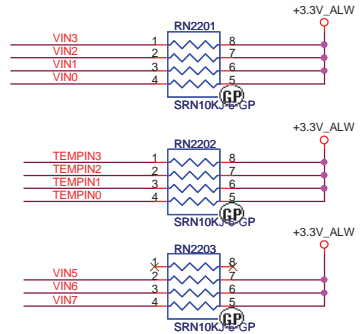 +3.3V_ALW
RN2201
VIN3 1 8
VIN2 2 7
VIN1 3 6
VIN0 4 5
GP
SRN10KJ-6-GP
+3.3V_ALW
RN2202
TEMPIN3 1 8
TEMPIN2 2 7
TEMPIN1 3 6
TEMPIN0 4 5
GP
SRN10KJ-6-GP
+3.3V_ALW
RN2203
1 8
VIN5 2 7
VIN6 3 6
VIN7 4 5
GP
SRN10KJ-6-GP